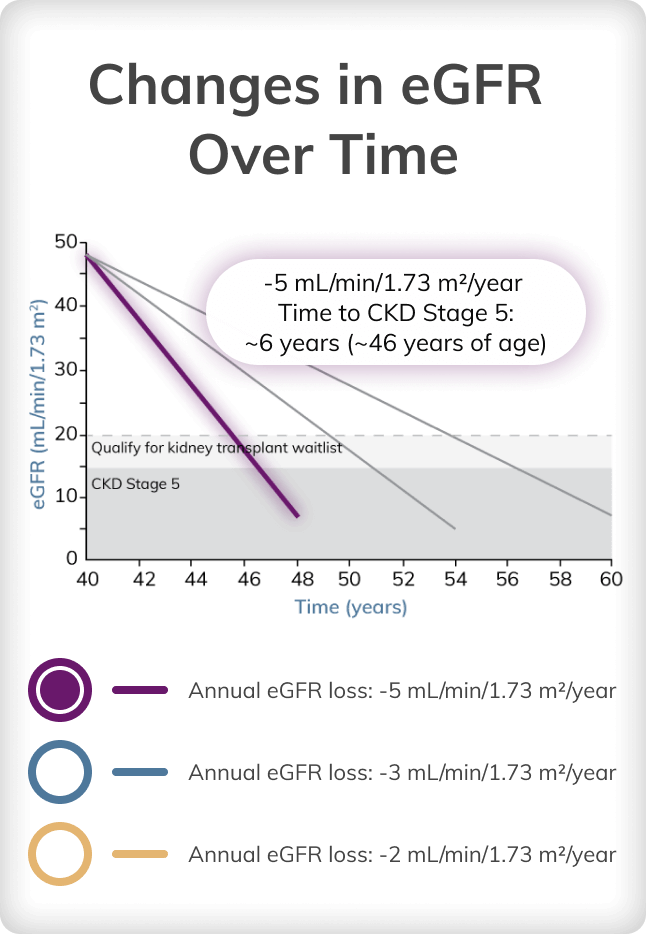 Changes in eGFR
Over Time
50
40
30
20
10
0
eGFR (mL/min/1.73 m²)
-5 mL/min/1.73 m²/year
Time to CKD Stage 5:
~6 years (~46 years of age)
Qualify for kidney transplant waitlist
CKD Stage 5
40 42 44 46 48 50 52 54 56 58 60
Time (years)
Annual eGFR loss: -5 mL/min/1.73 m²/year
Annual eGFR loss: -3 mL/min/1.73 m²/year
Annual eGFR loss: -2 mL/min/1.73 m²/year